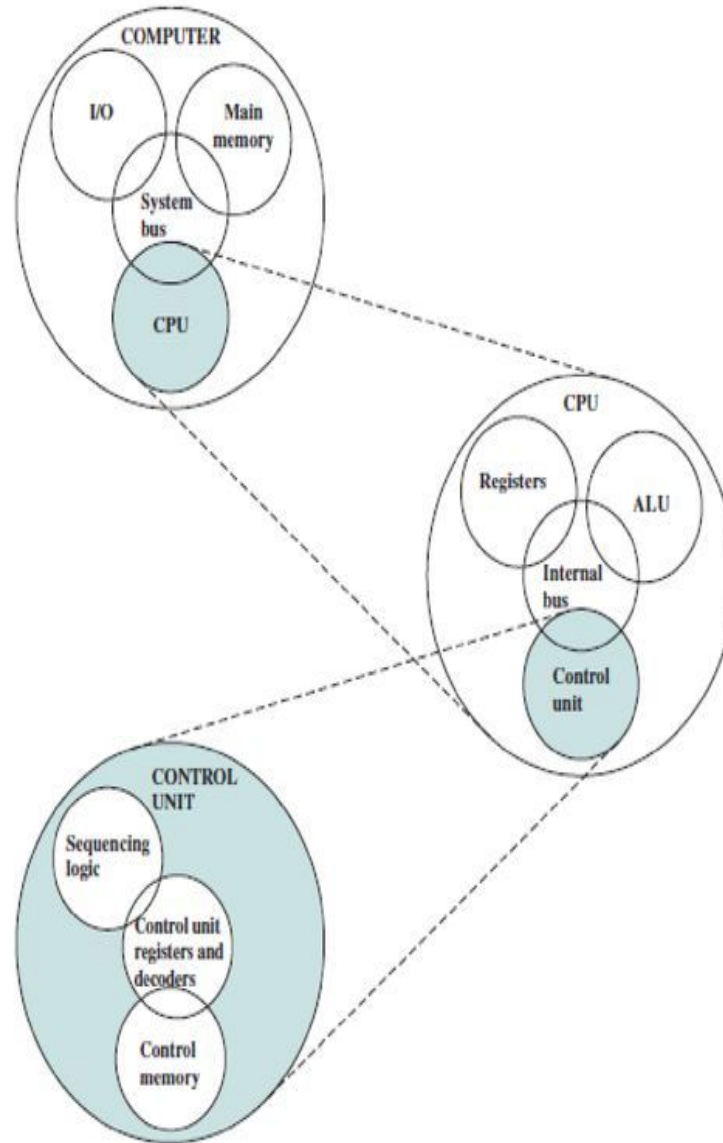 COMPUTER
I/O
Main
memory
System
bus
CPU
CPU
Registers
ALU
Internal
bus
Control
unit
CONTROL
UNIT
Sequencing
logic
Control unit
registers and
decoders
Control
memory